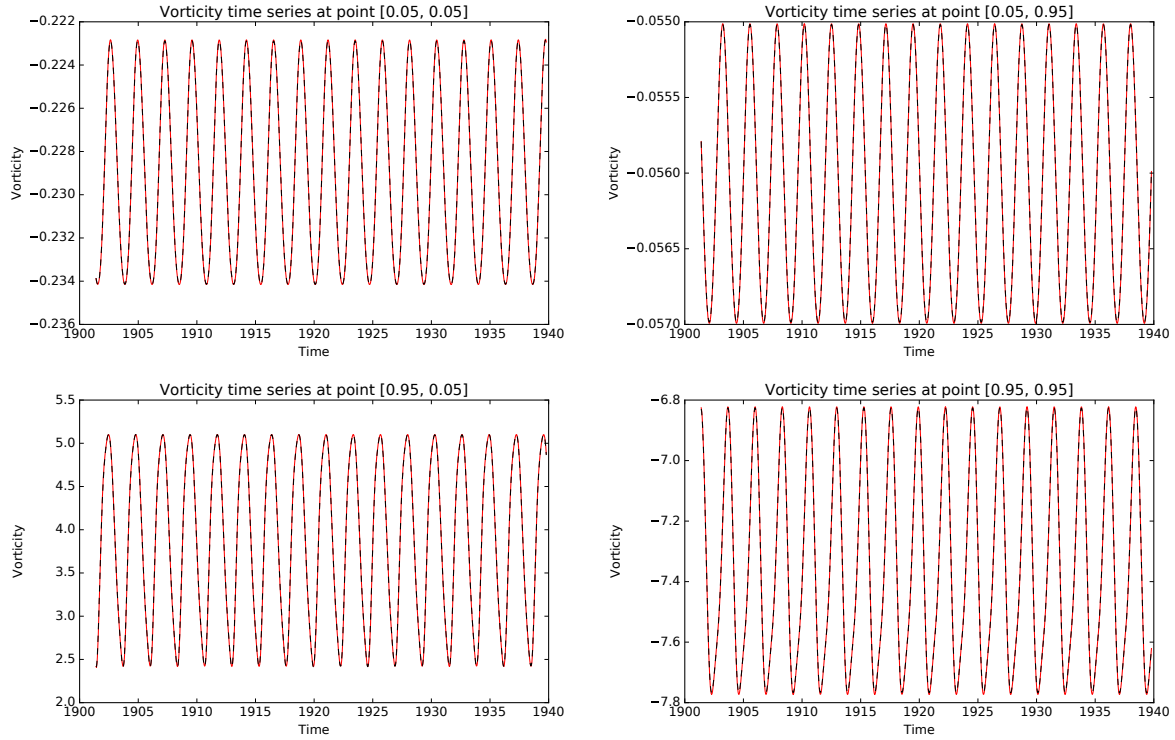 Vorticity time series at point [0.05, 0.05]
−0.222
−0.224
−0.226
−0.228
−0.230
−0.232
−0.234
−0.236
Vorticity
1900 1905 1910 1915 1920 1925 1930 1935 1940
Time
Vorticity time series at point [0.05, 0.95]
−0.0550
−0.0555
−0.0560
−0.0565
−0.0570
Vorticity
1900 1905 1910 1915 1920 1925 1930 1935 1940
Time
Vorticity time series at point [0.95, 0.05]
5.5
5.0
4.5
4.0
3.5
3.0
2.5
2.0
Vorticity
1900 1905 1910 1915 1920 1925 1930 1935 1940
Time
Vorticity time series at point [0.95, 0.95]
−6.8
−7.0
−7.2
−7.4
−7.6
−7.8
Vorticity
1900 1905 1910 1915 1920 1925 1930 1935 1940
Time